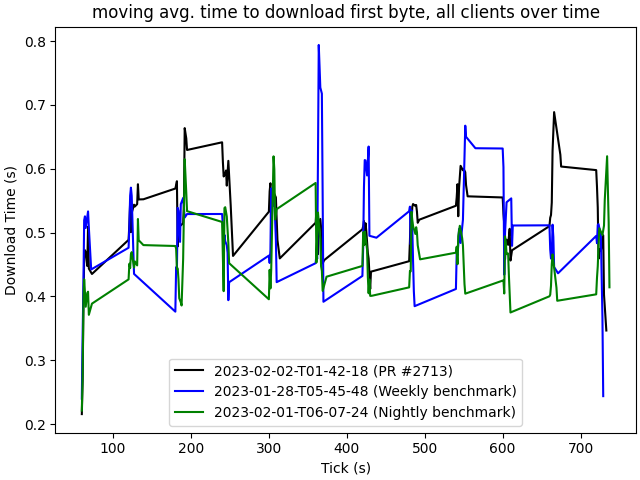 moving avg. time to download first byte, all clients over time
Download Time (s)
0.8
0.7
0.6
0.5
0.4
0.3
0.2
2023-02-02-T01-42-18 (PR #2713)
2023-01-28-T05-45-48 (Weekly benchmark)
2023-02-01-T06-07-24 (Nightly benchmark)
100 200 300 400 500 600 700
Tick (s)